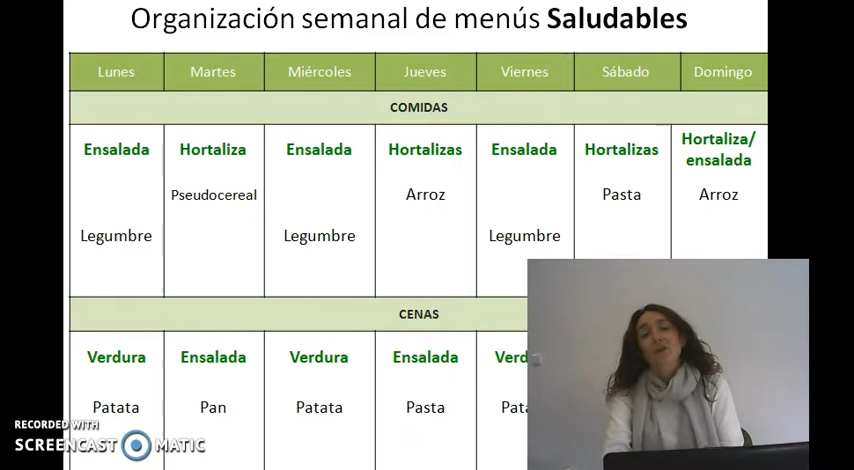 Organización semanal de menús Saludables
Lunes Martes Miércoles Jueves Viernes Sábado Domingo
COMIDAS
Ensalada Hortaliza Ensalada Hortalizas Ensalada Hortalizas Hortaliza/
ensalada
Pseudocereal Arroz Pasta Arroz
Legumbre Legumbre Legumbre
CENAS
Verdura Ensalada Verdura Ensalada Verd
Patata Pan Patata Pasta Pata
RECORDED WITH
SCREENCAST MATIC